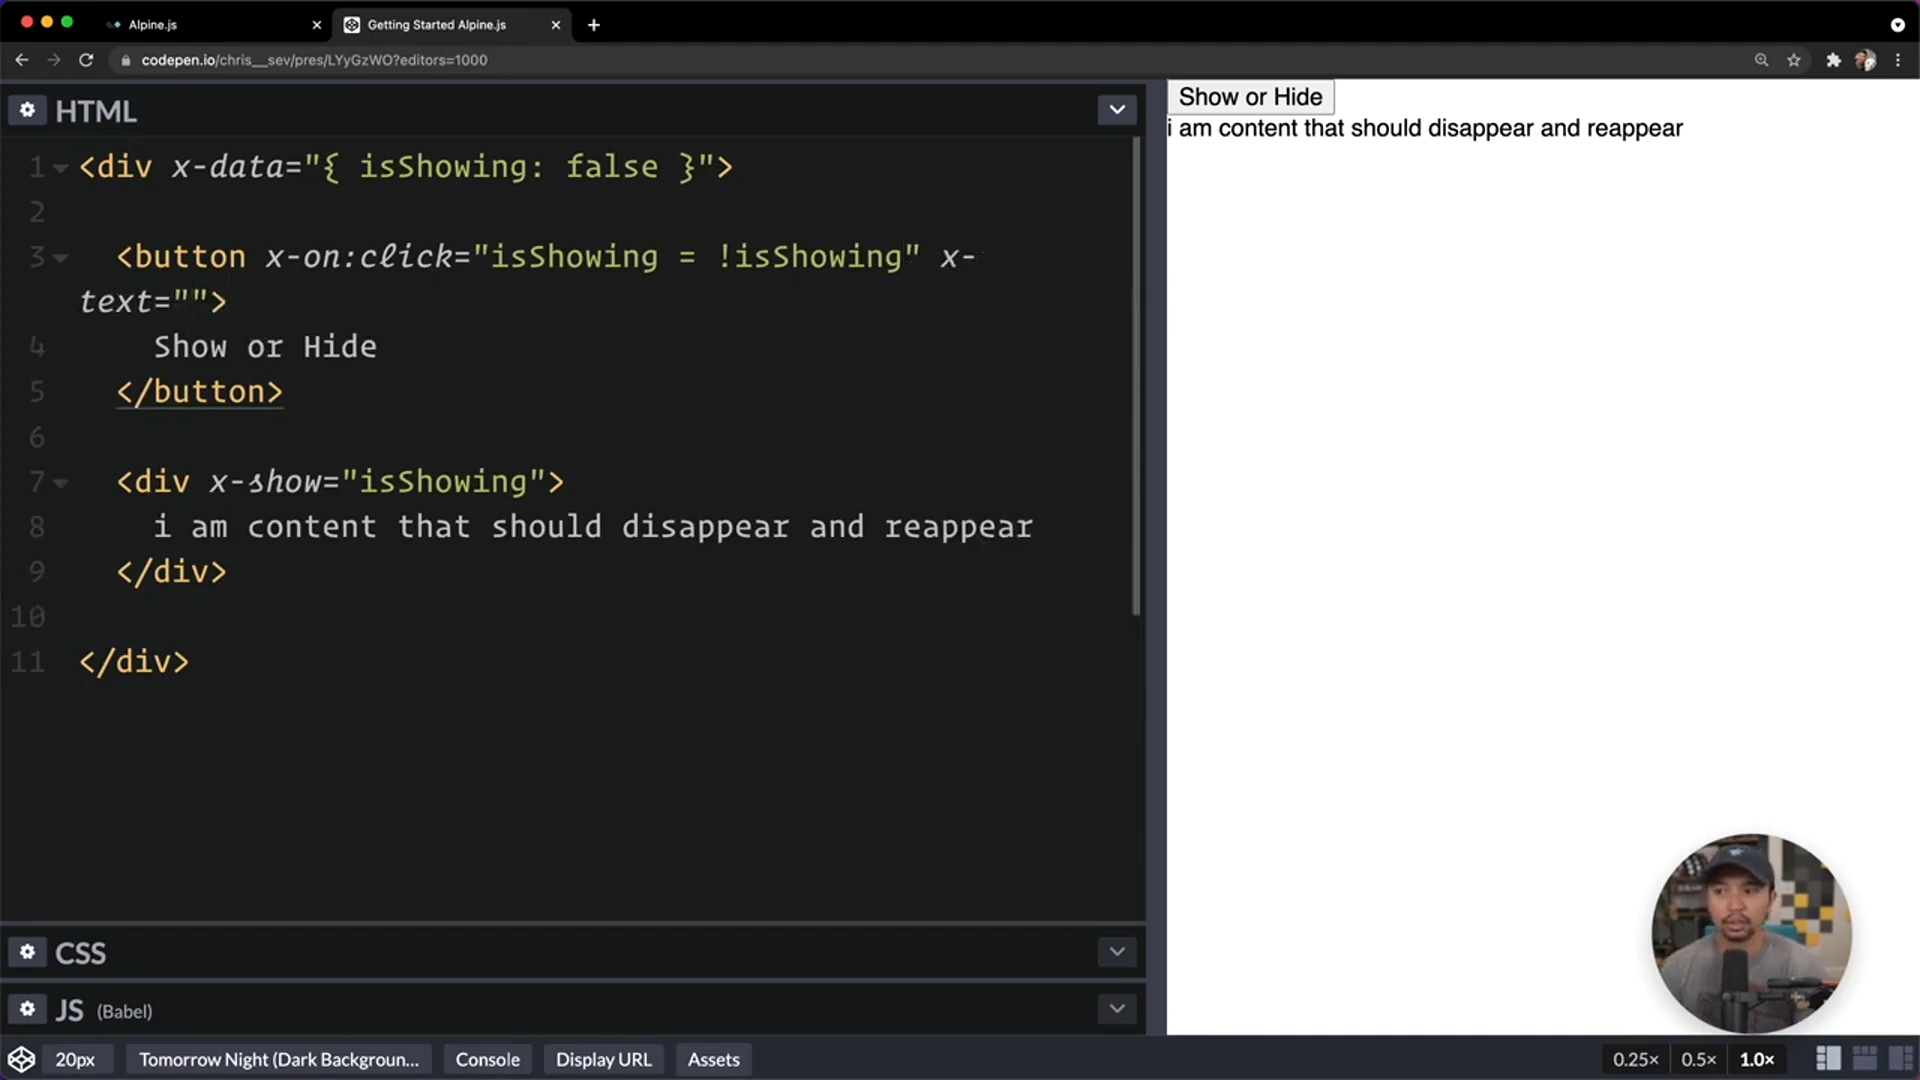 Alpine.js
Getting Started Alpine.js
codepen.io/chris__sev/pres/LYyGzWO?editors=1000
HTML
1 <div x-data="{ isShowing: false }">
2
3 <button x-on:click="isShowing = !isShowing" x-
text="">
4 Show or Hide
5 </button>
6
7 <div x-show="isShowing">
8 i am content that should disappear and reappear
9 </div>
10
11 </div>
Show or Hide
i am content that should disappear and reappear
CSS
JS (Babel)
20px Tomorrow Night (Dark Backgroun... Console Display URL Assets 0.25× 0.5× 1.0×